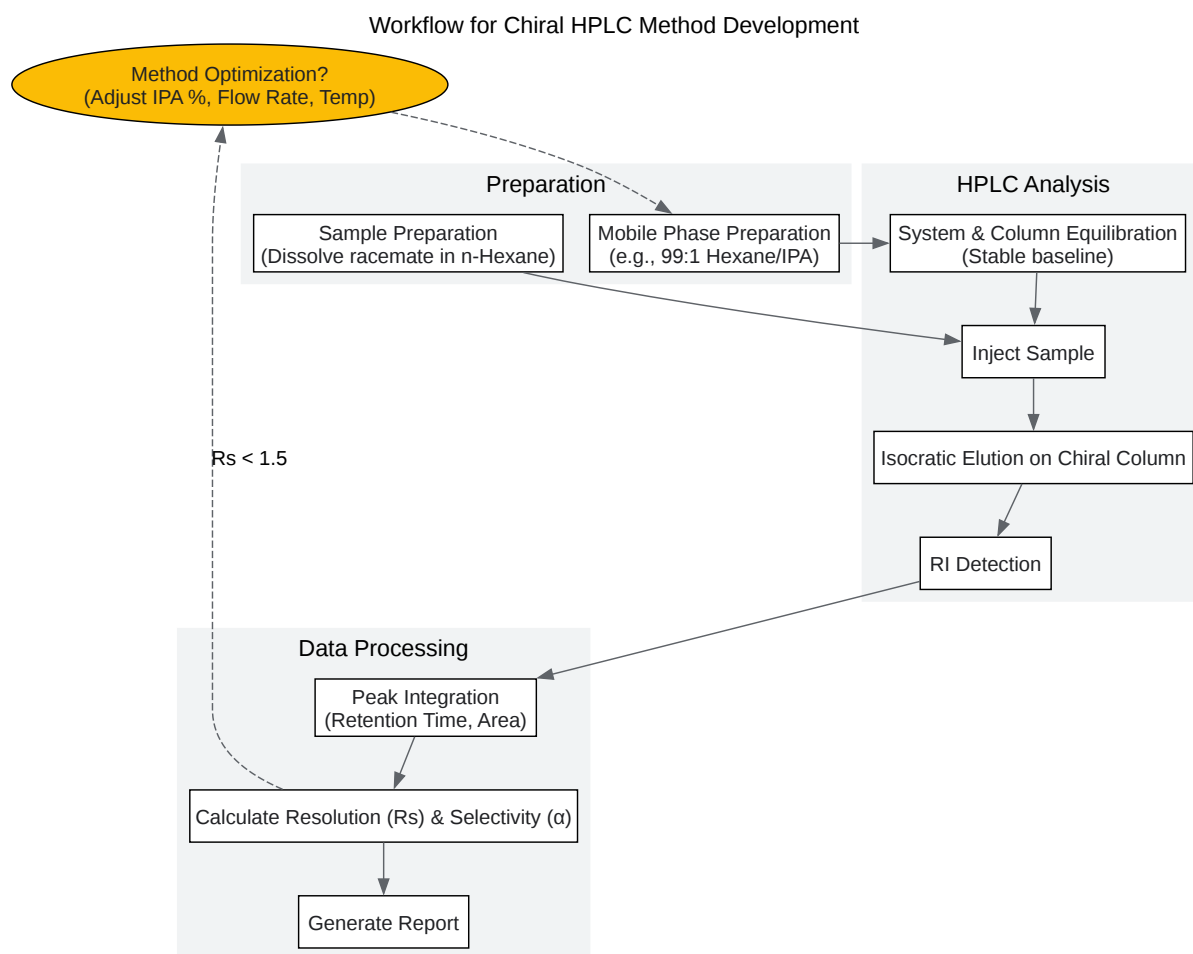 Workflow for Chiral HPLC Method Development
Method Optimization?
(Adjust IPA %, Flow Rate, Temp)
Preparation
Sample Preparation
(Dissolve racemate in n-Hexane)
Mobile Phase Preparation
(e.g., 99:1 Hexane/IPA)
HPLC Analysis
System & Column Equilibration
(Stable baseline)
Inject Sample
Isocratic Elution on Chiral Column
RI Detection
Rs < 1.5
Data Processing
Peak Integration
(Retention Time, Area)
Calculate Resolution (Rs) & Selectivity (α)
Generate Report